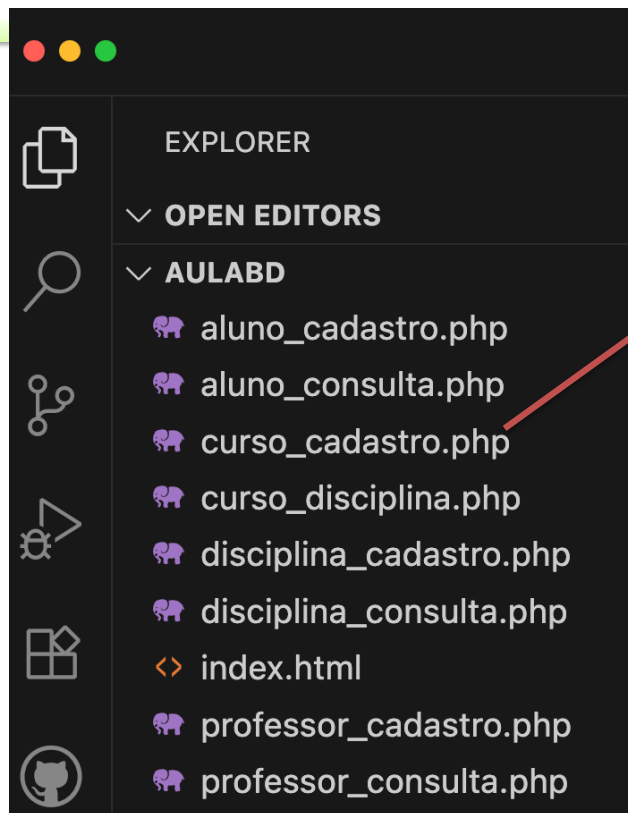 EXPLORER
OPEN EDITORS
AULABD
aluno_cadastro.php
aluno_consulta.php
curso_cadastro.php
curso_disciplina.php
disciplina_cadastro.php
disciplina_consulta.php
index.html
professor_cadastro.php
professor_consulta.php